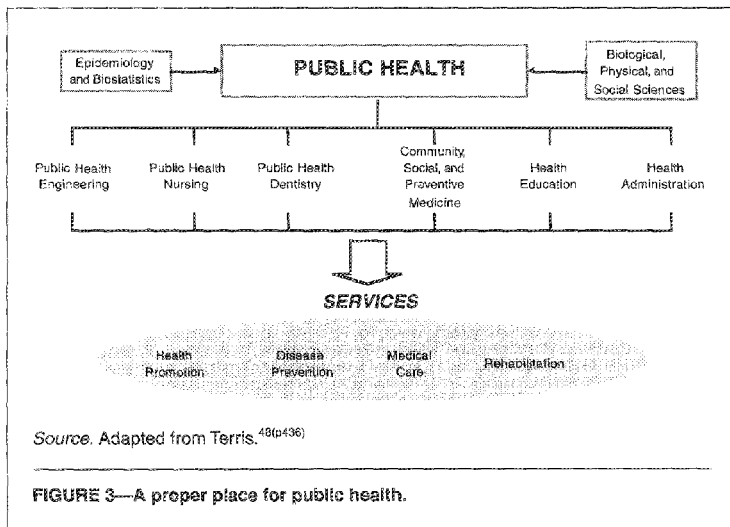 Epidemiology
and Biostatistics
PUBLIC HEALTH
Biological,
Physical, and
Social Sciences
Public Health
Engineering
Public Health
Nursing
Public Health
Dentistry
Community,
Social, and
Preventive
Medicine
Health
Education
Health
Administration
SERVICES
Health
Promotion
Disease
Prevention
Medical
Care
Rehabilitation
Source. Adapted from Terris.48(p436)
FIGURE 3—A proper place for public health.